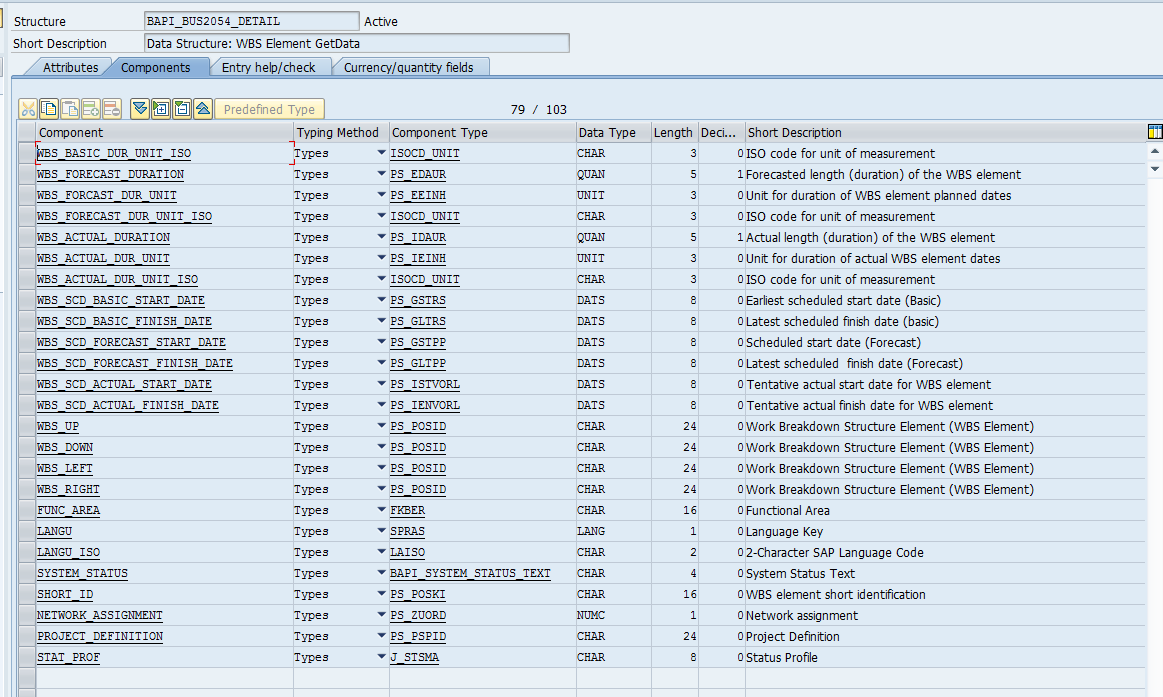 Structure BAPI_BUS2054_DETAIL Active
Short Description Data Structure: WBS Element GetData
Attributes Components Entry help/check Currency/quantity fields
Predefined Type 79 / 103
Component Typing Method Component Type Data Type Length Deci... Short Description
WBS_BASIC_DUR_UNIT_ISO Types ISOCD_UNIT CHAR 3 0 ISO code for unit of measurement
WBS_FORECAST_DURATION Types PS_EDAUR QUAN 5 1 Forecasted length (duration) of the WBS element
WBS_FORCAST_DUR_UNIT Types PS_EEINH UNIT 3 0 Unit for duration of WBS element planned dates
WBS_FORECAST_DUR_UNIT_ISO Types ISOCD_UNIT CHAR 3 0 ISO code for unit of measurement
WBS_ACTUAL_DURATION Types PS_IDAUR QUAN 5 1 Actual length (duration) of the WBS element
WBS_ACTUAL_DUR_UNIT Types PS_IEINH UNIT 3 0 Unit for duration of actual WBS element dates
WBS_ACTUAL_DUR_UNIT_ISO Types ISOCD_UNIT CHAR 3 0 ISO code for unit of measurement
WBS_SCD_BASIC_START_DATE Types PS_GSTRS DATS 8 0 Earliest scheduled start date (Basic)
WBS_SCD_BASIC_FINISH_DATE Types PS_GLTRS DATS 8 0 Latest scheduled finish date (basic)
WBS_SCD_FORECAST_START_DATE Types PS_GSTPP DATS 8 0 Scheduled start date (Forecast)
WBS_SCD_FORECAST_FINISH_DATE Types PS_GLTPP DATS 8 0 Latest scheduled  finish date (Forecast)
WBS_SCD_ACTUAL_START_DATE Types PS_ISTVORL DATS 8 0 Tentative actual start date for WBS element
WBS_SCD_ACTUAL_FINISH_DATE Types PS_IENVORL DATS 8 0 Tentative actual finish date for WBS element
WBS_UP Types PS_POSID CHAR 24 0 Work Breakdown Structure Element (WBS Element)
WBS_DOWN Types PS_POSID CHAR 24 0 Work Breakdown Structure Element (WBS Element)
WBS_LEFT Types PS_POSID CHAR 24 0 Work Breakdown Structure Element (WBS Element)
WBS_RIGHT Types PS_POSID CHAR 24 0 Work Breakdown Structure Element (WBS Element)
FUNC_AREA Types FKBER CHAR 16 0 Functional Area
LANGU Types SPRAS LANG 1 0 Language Key
LANGU_ISO Types LAISO CHAR 2 0 2-Character SAP Language Code
SYSTEM_STATUS Types BAPI_SYSTEM_STATUS_TEXT CHAR 4 0 System Status Text
SHORT_ID Types PS_POSKI CHAR 16 0 WBS element short identification
NETWORK_ASSIGNMENT Types PS_ZUORD NUMC 1 0 Network assignment
PROJECT_DEFINITION Types PS_PSPID CHAR 24 0 Project Definition
STAT_PROF Types J_STSMA CHAR 8 0 Status Profile